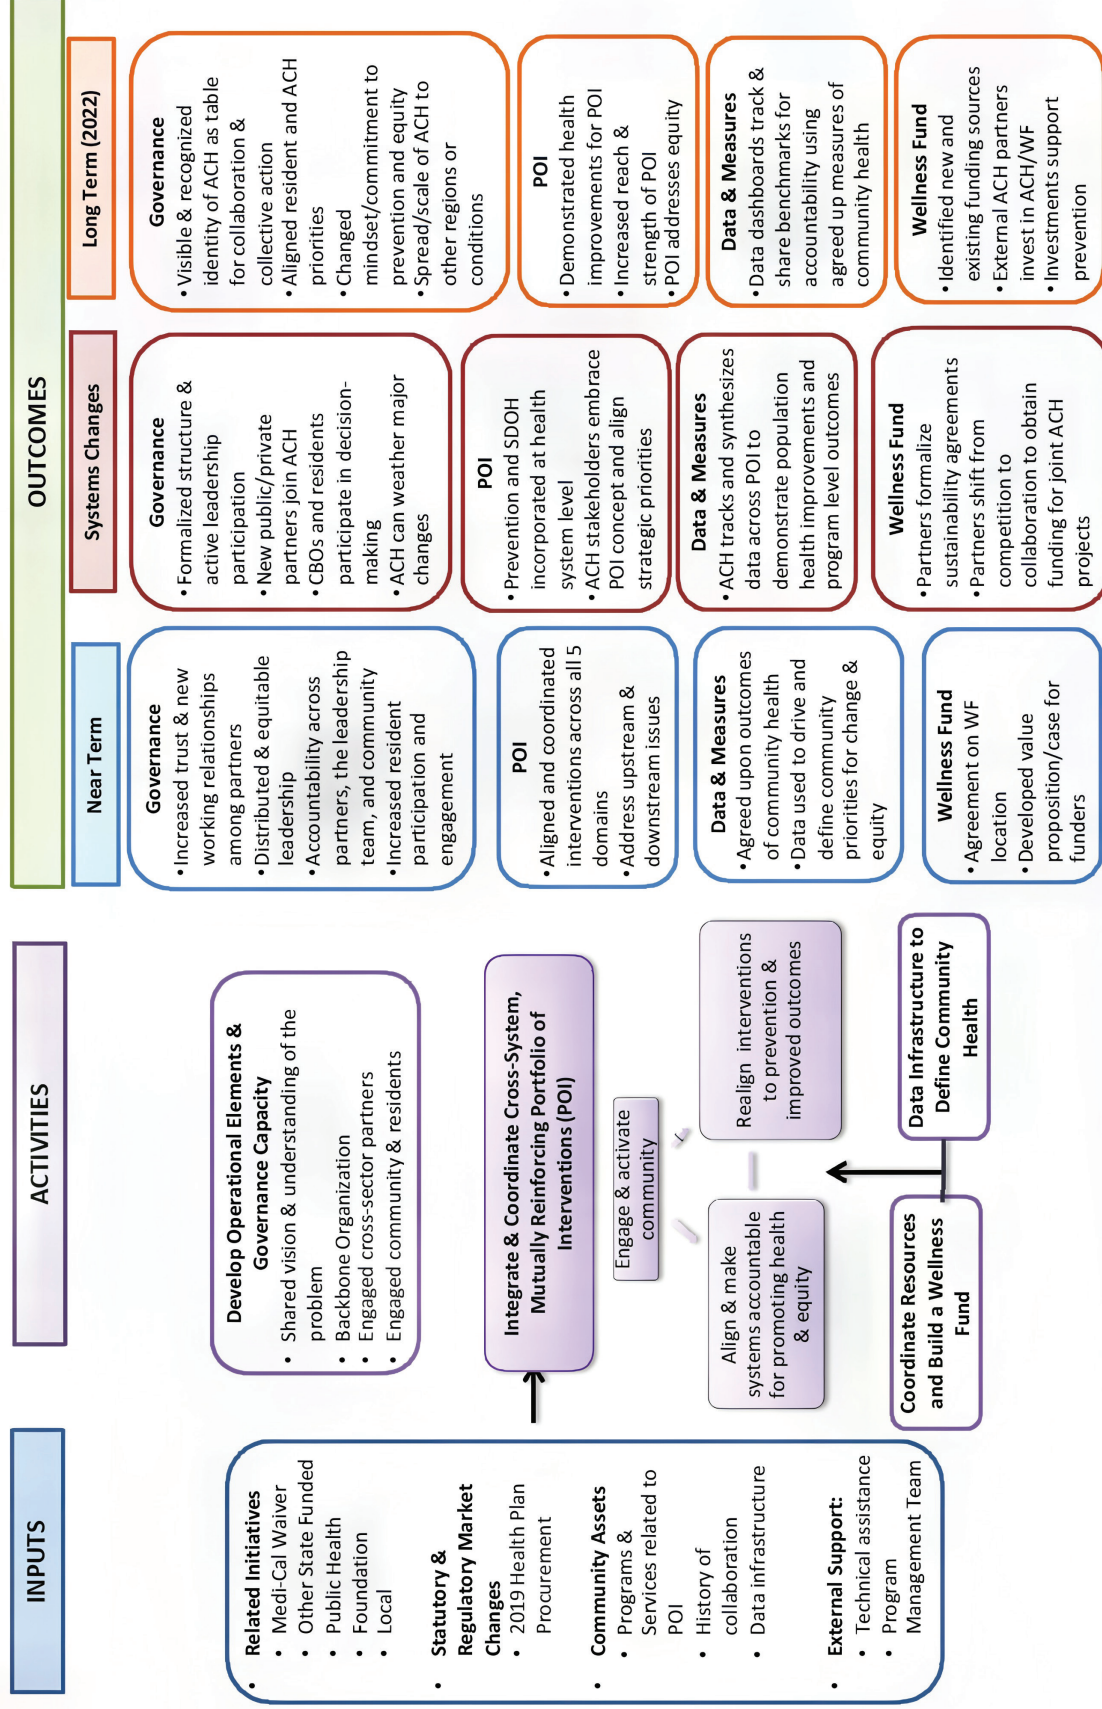 INPUTS
• Related Initiatives
• Medi-Cal Waiver
• Other State Funded
• Public Health
• Foundation
• Local
• Statutory &
Regulatory Market
Changes
• 2019 Health Plan
Procurement
• Community Assets
• Programs &
Services related to
POI
• History of
collaboration
• Data infrastructure
• External Support:
• Technical assistance
• Program
Management Team
ACTIVITIES
Develop Operational Elements &
Governance Capacity
• Shared vision & understanding of the
problem
• Backbone Organization
• Engaged cross-sector partners
• Engaged community & residents
Integrate & Coordinate Cross-System,
Mutually Reinforcing Portfolio of
Interventions (POI)
Engage & activate
community
Align & make
systems accountable
for promoting health
& equity
Realign interventions
to prevention &
improved outcomes
Coordinate Resources
and Build a Wellness
Fund
Data Infrastructure to
Define Community
Health
OUTCOMES
Near Term
Governance
• Increased trust & new
working relationships
among partners
• Distributed & equitable
leadership
• Accountability across
partners, the leadership
team, and community
• Increased resident
participation and
engagement
POI
• Aligned and coordinated
interventions across all 5
domains
• Address upstream &
downstream issues
Data & Measures
• Agreed upon outcomes
of community health
• Data used to drive and
define community
priorities for change &
equity
Wellness Fund
• Agreement on WF
location
• Developed value
proposition/case for
funders
Systems Changes
Governance
• Formalized structure &
active leadership
participation
• New public/private
partners join ACH
• CBOs and residents
participate in decision-
making
• ACH can weather major
changes
POI
• Prevention and SDOH
incorporated at health
system level
• ACH stakeholders embrace
POI concept and align
strategic priorities
Data & Measures
• ACH tracks and synthesizes
data across POI to
demonstrate population
health improvements and
program level outcomes
Wellness Fund
• Partners formalize
sustainability agreements
• Partners shift from
competition to
collaboration to obtain
funding for joint ACH
projects
Long Term (2022)
Governance
• Visible & recognized
identity of ACH as table
for collaboration &
collective action
• Aligned resident and ACH
priorities
• Changed
mindset/commitment to
prevention and equity
• Spread/scale of ACH to
other regions or
conditions
POI
• Demonstrated health
improvements for POI
• Increased reach &
strength of POI
• POI addresses equity
Data & Measures
• Data dashboards track &
share benchmarks for
accountability using
agreed up measures of
community health
Wellness Fund
• Identified new and
existing funding sources
• External ACH partners
invest in ACH/WF
• Investments support
prevention